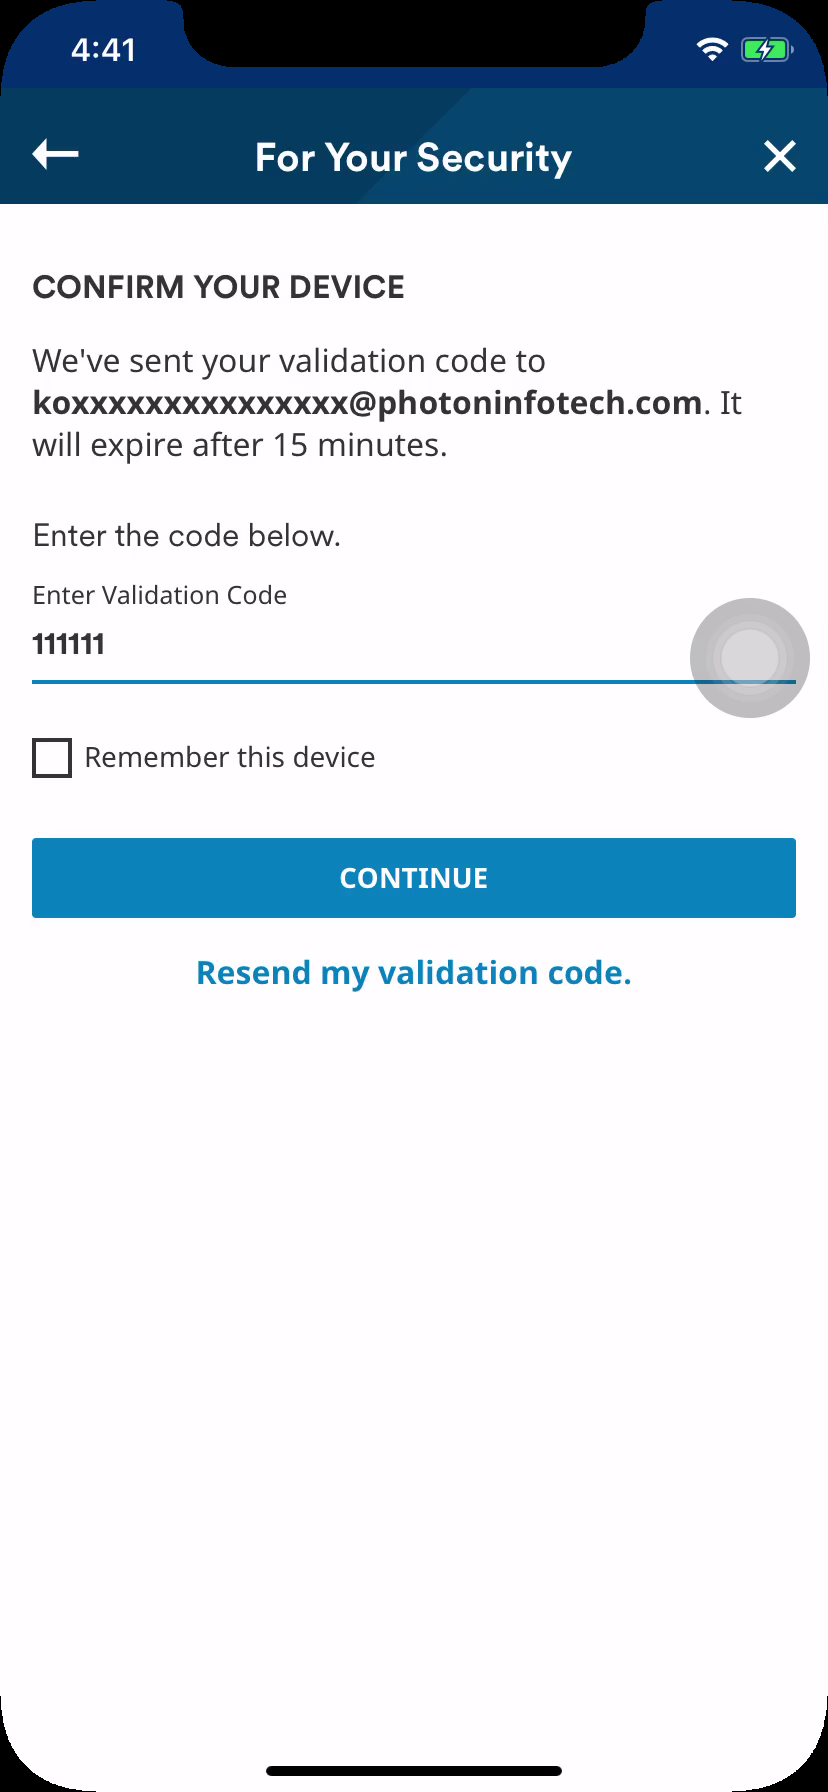 4:41
For Your Security
CONFIRM YOUR DEVICE
We've sent your validation code to
koxxxxxxxxxxxxxxx@photoninfotech.com. It
will expire after 15 minutes.
Enter the code below.
Enter Validation Code
111111
Remember this device
CONTINUE
Resend my validation code.